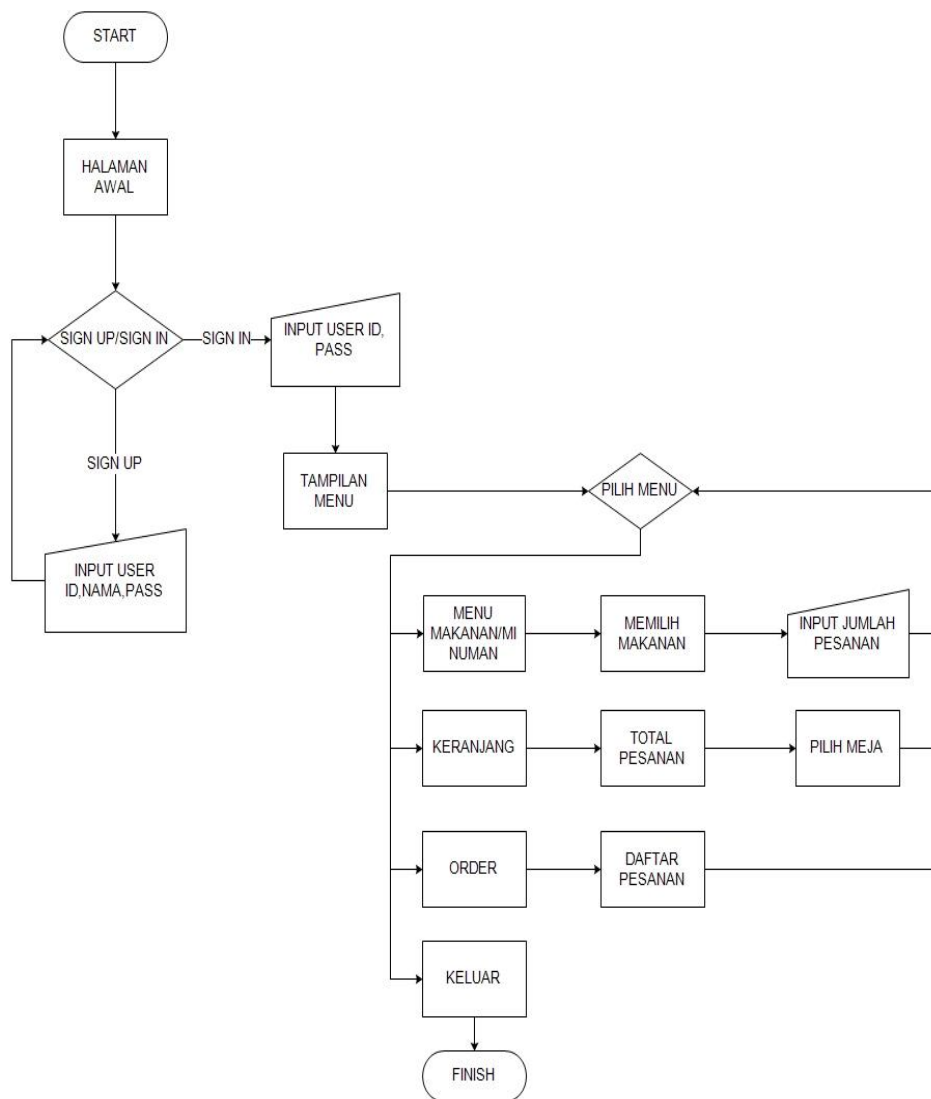 START
HALAMAN
AWAL
SIGN UP/SIGN IN
SIGN IN
INPUT USER ID,
PASS
SIGN UP
INPUT USER
ID,NAMA,PASS
TAMPILAN
MENU
PILIH MENU
MENU
MAKANAN/MI
NUMAN
MEMILIH
MAKANAN
INPUT JUMLAH
PESANAN
KERANJANG
TOTAL
PESANAN
PILIH MEJA
ORDER
DAFTAR
PESANAN
KELUAR
FINISH